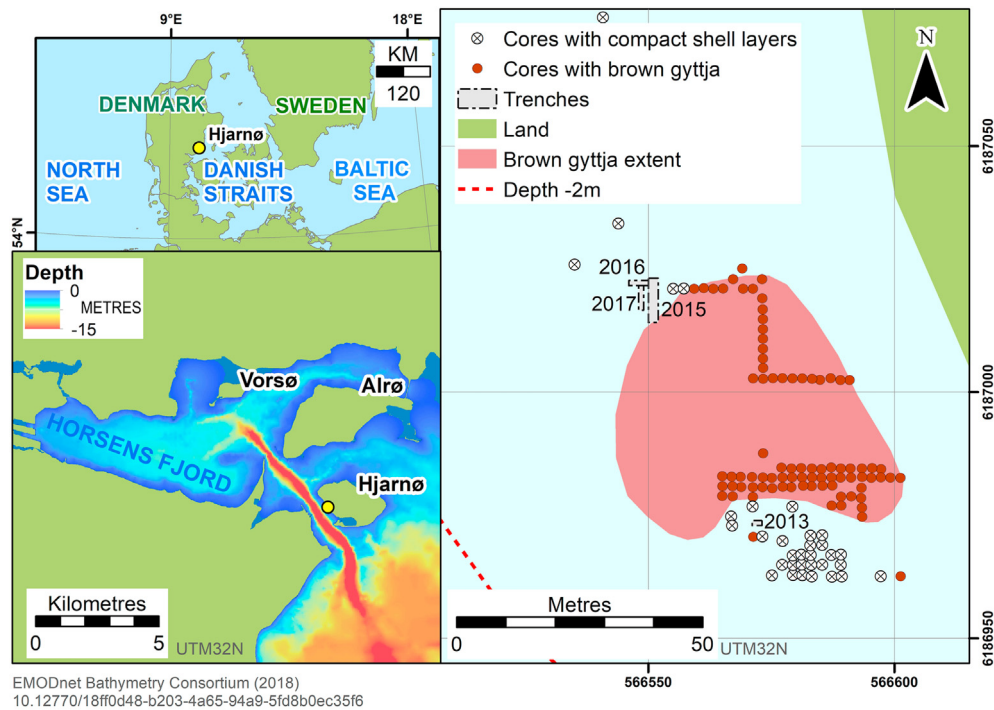 9°E
18°E
KM
120
DENMARK
SWEDEN
Hjarnø
NORTH
SEA
DANISH
STRAITS
BALTIC
SEA
54°N
Depth
0
METRES
-15
Vorsø
Alrø
HORSENS FJORD
Hjarnø
Kilometres
0
5
UTM32N
Cores with compact shell layers
Cores with brown gyttja
Trenches
Land
Brown gyttja extent
Depth -2m
N
6187050
2016
2017
2015
6187000
2013
Metres
0
50
UTM32N
6186950
566550
566600
EMODnet Bathymetry Consortium (2018)
10.12770/18ff0d48-b203-4a65-94a9-5fd8b0ec35f6